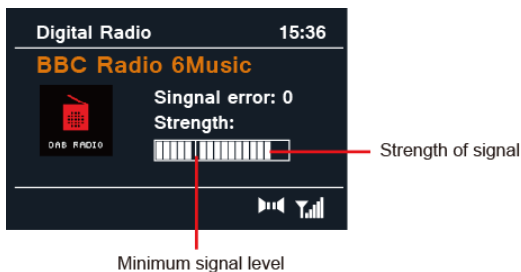 Digital Radio 15:36
BBC Radio 6Music
Singnal error: 0
Strength:
DAB RADIO
Strength of signal
Minimum signal level